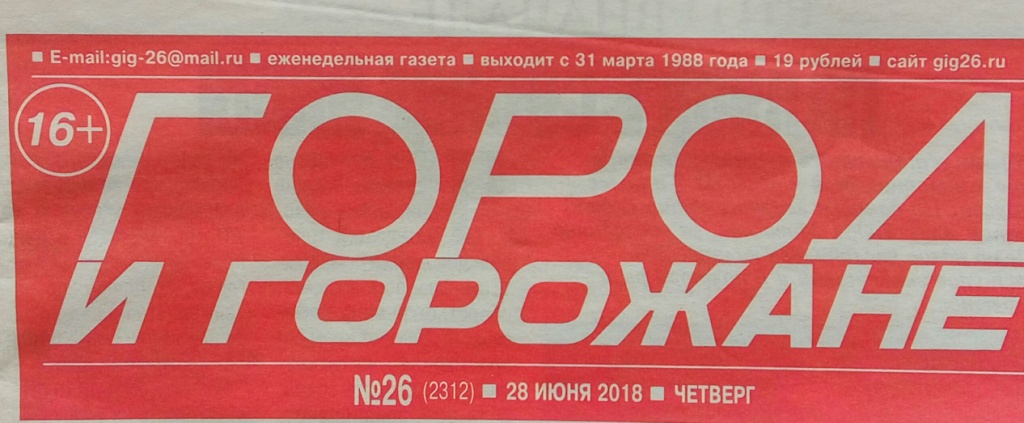 ■ E-mail:gig-26@mail.ru ■ еженедельная газета ■ выходит с 31 марта 1988 года ■ 19 рублей ■ сайт gig26.ru
16+
ГОРОД
И ГОРОЖАНЕ
№26 (2312) ■ 28 ИЮНЯ 2018 ■ ЧЕТВЕРГ